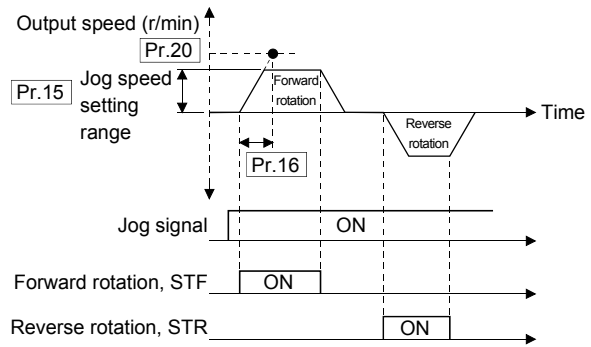 Output speed (r/min)
Pr.20
Pr.15
Jog speed
setting
range
Forward
rotation
Time
Reverse
rotation
Pr.16
Jog signal
ON
Forward rotation, STF
ON
Reverse rotation, STR
ON